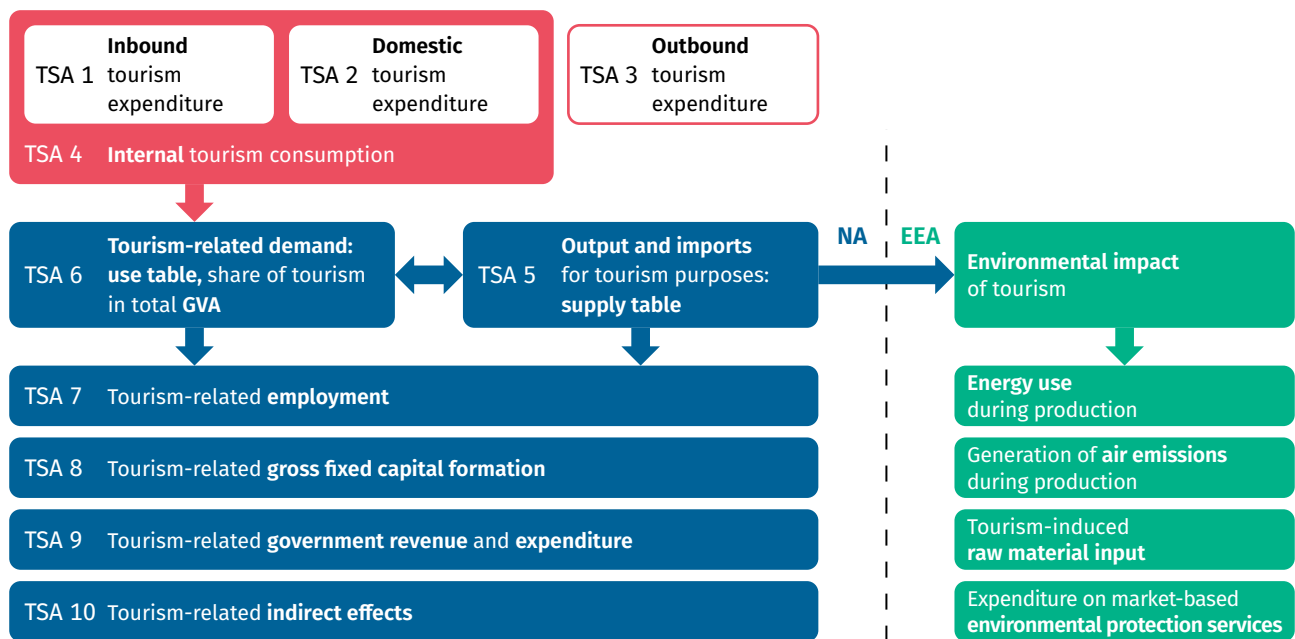 TSA 1
Inbound
tourism
expenditure
TSA 2
Domestic
tourism
expenditure
TSA 3
Outbound
tourism
expenditure
TSA 4 Internal tourism consumption
TSA 6
Tourism-related demand:
use table, share of tourism
in total GVA
TSA 5
Output and imports
for tourism purposes:
supply table
NA
EEA
Environmental impact
of tourism
TSA 7 Tourism-related employment
Energy use
during production
TSA 8 Tourism-related gross fixed capital formation
Generation of air emissions
during production
TSA 9 Tourism-related government revenue and expenditure
Tourism-induced
raw material input
TSA 10 Tourism-related indirect effects
Expenditure on market-based
environmental protection services